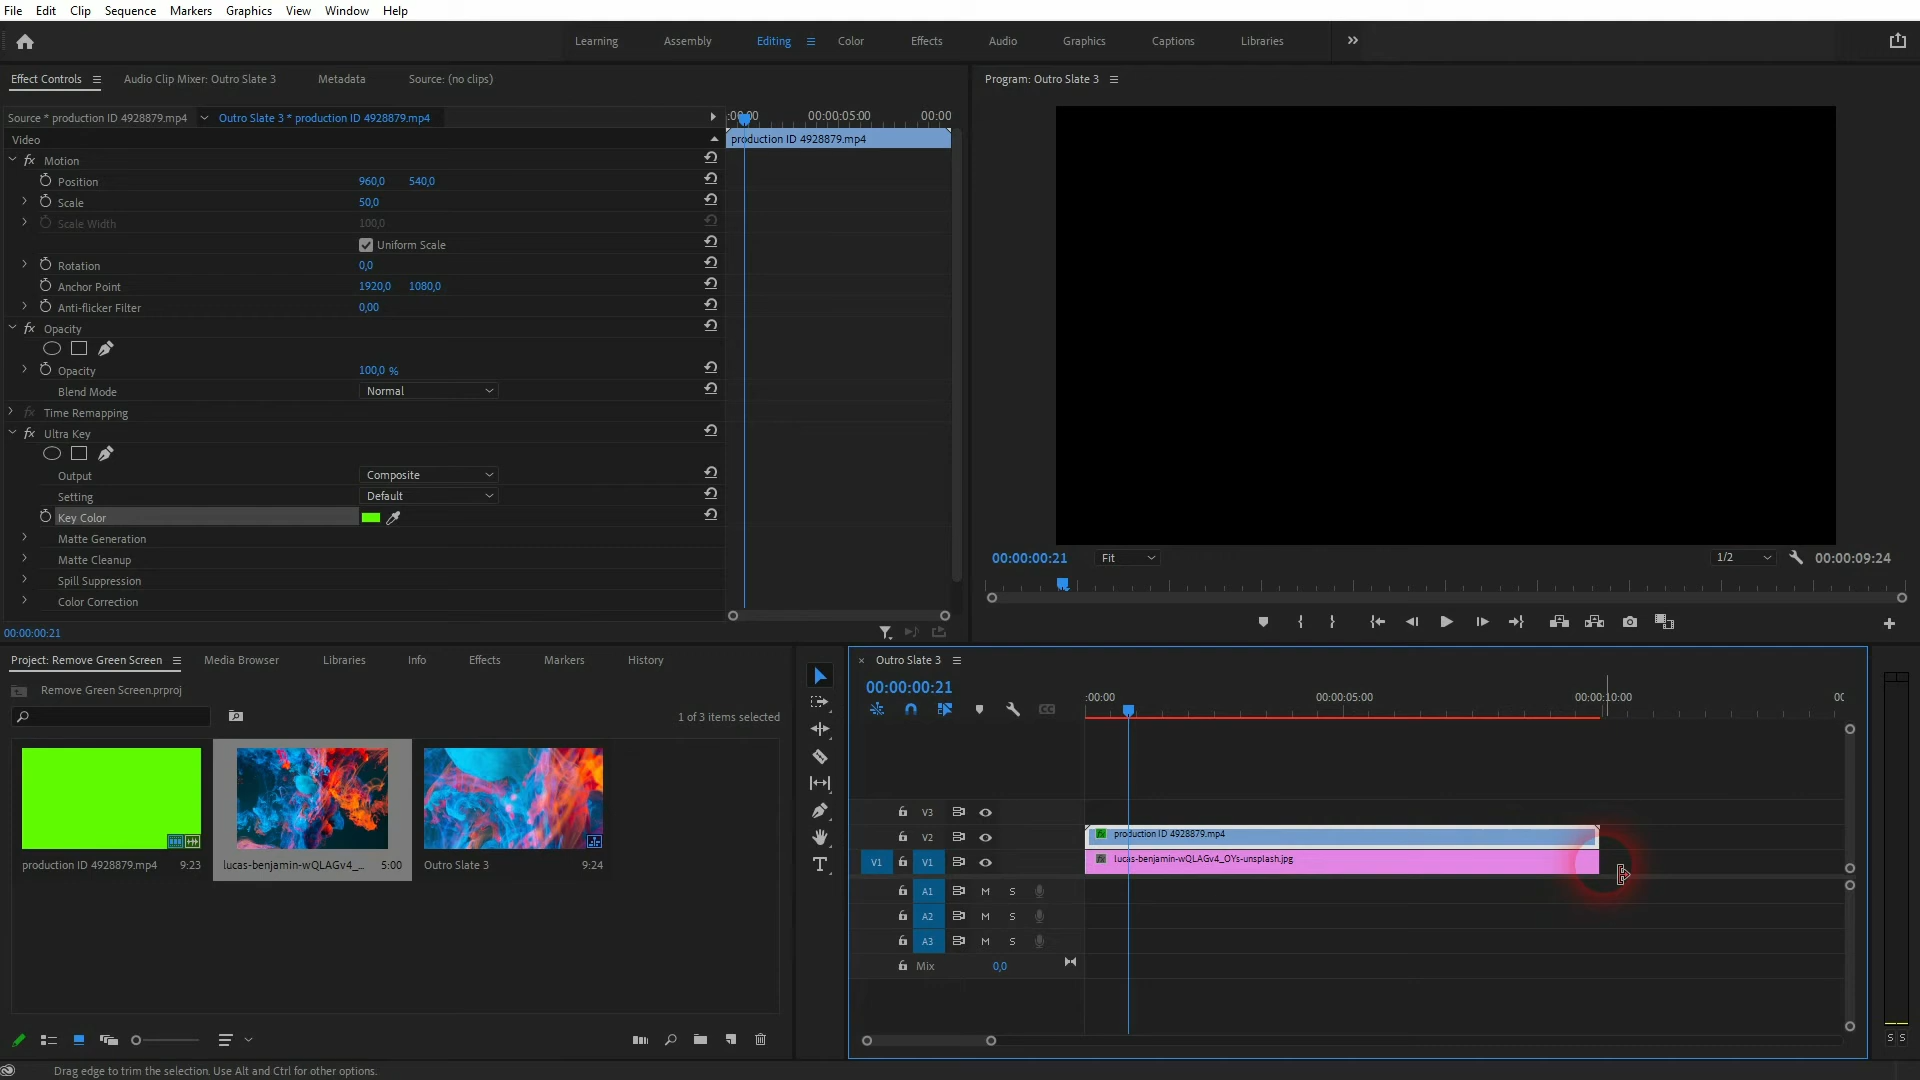 File Edit Clip Sequence Markers Graphics View Window Help
Learning Assembly Editing Color Effects Audio Graphics Captions Libraries
Effect Controls Audio Clip Mixer: Outro Slate 3 Metadata Source: (no clips)
Program: Outro Slate 3
Source * production ID 4928879.mp4 Outro Slate 3 * production ID 4928879.mp4
:00:00 00:00:05:00 00:00
Video
production ID 4928879.mp4
fx Motion
Position 960,0 540,0
Scale 50,0
Scale Width 100,0
Uniform Scale
Rotation 0,0
Anchor Point 1920,0 1080,0
Anti-flicker Filter 0,00
fx Opacity
Opacity 100,0 %
Blend Mode Normal
fx Time Remapping
fx Ultra Key
Output Composite
Setting Default
Key Color
Matte Generation
Matte Cleanup
Spill Suppression
Color Correction
00:00:00:21
00:00:00:21 Fit 1/2 00:00:09:24
Project: Remove Green Screen Media Browser Libraries Info Effects Markers History
Remove Green Screen.prproj
1 of 3 items selected
production ID 4928879.mp4 9:23
lucas-benjamin-wQLAGv4_... 5:00
Outro Slate 3 9:24
× Outro Slate 3
00:00:00:21
:00:00 00:00:05:00 00:00:10:00 00
V3
V2
production ID 4928879.mp4
V1 V1
lucas-benjamin-wQLAGv4_OYs-unsplash.jpg
A1 M S
A2 M S
A3 M S
Mix 0,0
S S
Drag edge to trim the selection. Use Alt and Ctrl for other options.